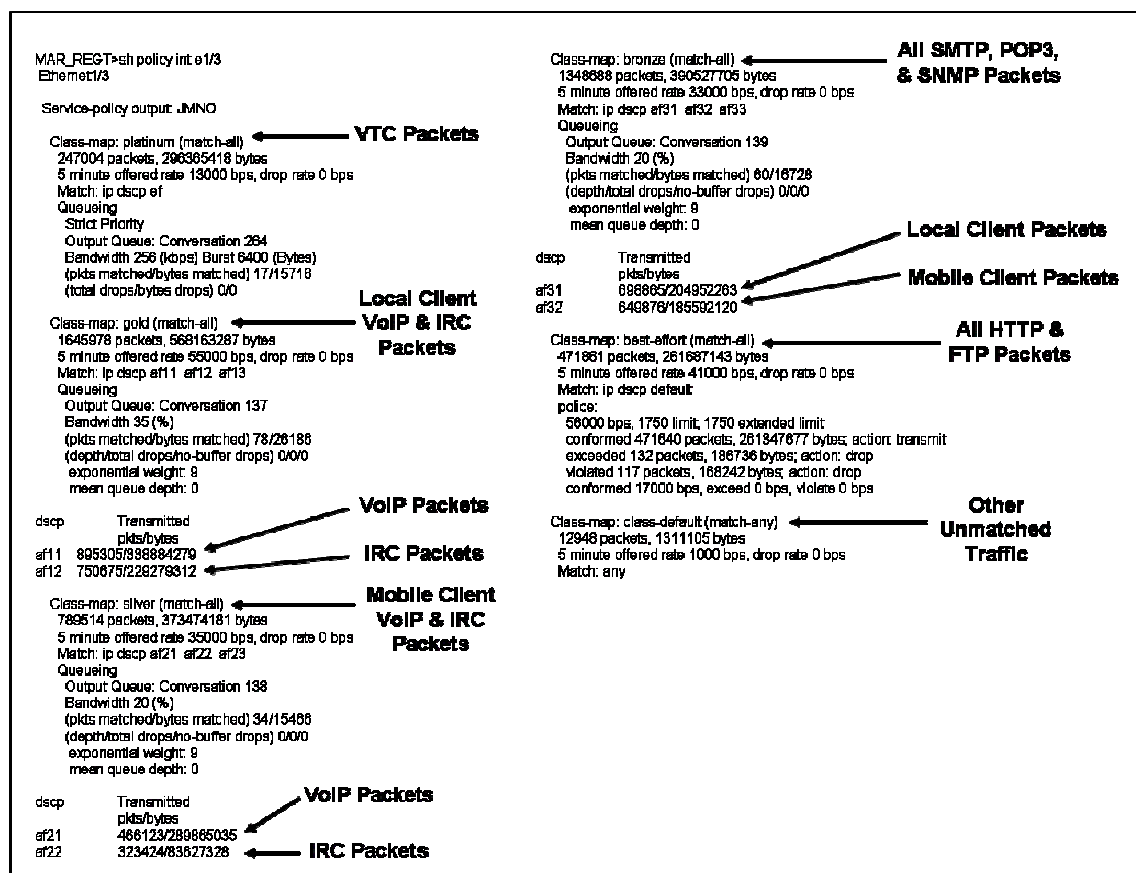 MAR_REGT>sh policy int e1/3
Ethernet1/3
Service-policy output: JMNO
Class-map: platinum (match-all)
VTC Packets
247004 packets, 296365418 bytes
5 minute offered rate 13000 bps, drop rate 0 bps
Match: ip dscp ef
Queueing
Strict Priority
Output Queue: Conversation 264
Bandwidth 256 (kbps) Burst 6400 (Bytes)
(pkts matched/bytes matched) 17/15718
(total drops/bytes drops) 0/0
Local Client
VoIP & IRC
Packets
Class-map: gold (match-all)
1645978 packets, 568163287 bytes
5 minute offered rate 55000 bps, drop rate 0 bps
Match: ip dscp af11 af12 af13
Queueing
Output Queue: Conversation 137
Bandwidth 35 (%)
(pkts matched/bytes matched) 78/26186
(depth/total drops/no-buffer drops) 0/0/0
exponential weight: 9
mean queue depth: 0
VoIP Packets
dscp Transmitted
pkts/bytes
af11 895305/338884279
af12 750675/229279312
IRC Packets
Class-map: silver (match-all)
Mobile Client
VoIP & IRC
Packets
789514 packets, 373474181 bytes
5 minute offered rate 35000 bps, drop rate 0 bps
Match: ip dscp af21 af22 af23
Queueing
Output Queue: Conversation 138
Bandwidth 20 (%)
(pkts matched/bytes matched) 34/15466
(depth/total drops/no-buffer drops) 0/0/0
exponential weight: 9
mean queue depth: 0
VoIP Packets
dscp Transmitted
pkts/bytes
af21 466123/289865035
af22 323424/83627328
IRC Packets
Class-map: bronze (match-all)
All SMTP, POP3,
& SNMP Packets
1348688 packets, 390527705 bytes
5 minute offered rate 33000 bps, drop rate 0 bps
Match: ip dscp af31 af32 af33
Queueing
Output Queue: Conversation 139
Bandwidth 20 (%)
(pkts matched/bytes matched) 60/16728
(depth/total drops/no-buffer drops) 0/0/0
exponential weight: 9
mean queue depth: 0
Local Client Packets
dscp Transmitted
pkts/bytes
Mobile Client Packets
af31 698665/204952263
af32 649876/185592120
Class-map: best-effort (match-all)
All HTTP &
FTP Packets
471861 packets, 261687143 bytes
5 minute offered rate 41000 bps, drop rate 0 bps
Match: ip dscp default
police:
56000 bps, 1750 limit, 1750 extended limit
conformed 471640 packets, 261347677 bytes; action: transmit
exceeded 132 packets, 186736 bytes; action: drop
violated 117 packets, 168242 bytes; action: drop
conformed 17000 bps, exceed 0 bps, violate 0 bps
Class-map: class-default (match-any)
Other
Unmatched
Traffic
12948 packets, 1311105 bytes
5 minute offered rate 1000 bps, drop rate 0 bps
Match: any